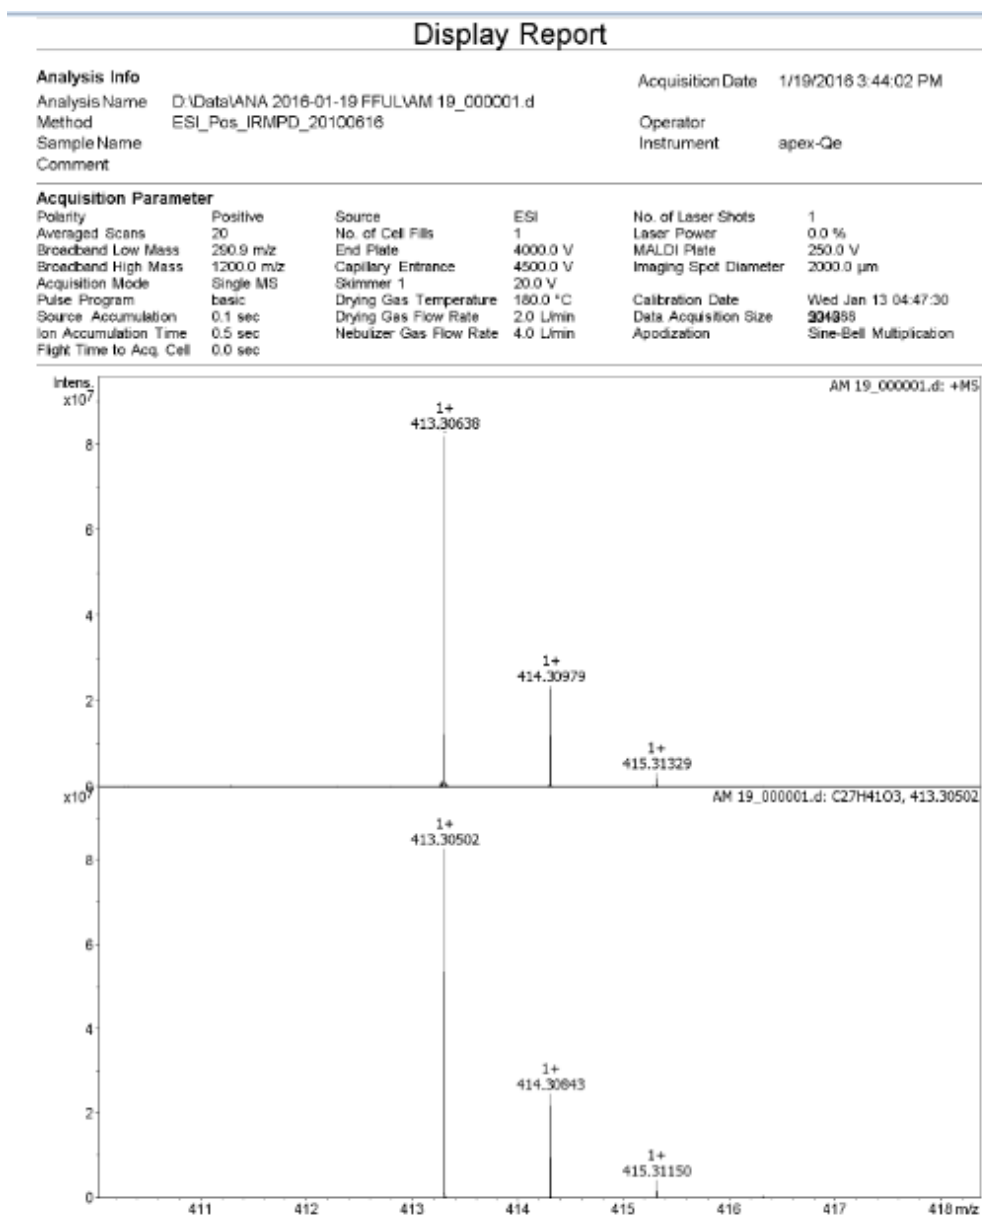 Display Report
Analysis Info
Acquisition Date 1/19/2016 3:44:02 PM
Analysis Name D:\Data\ANA 2016-01-19 FFUL\AM 19_000001.d
Method ESI_Pos_IRMPD_20100616 Operator
Sample Name Instrument apex-Qe
Comment
Acquisition Parameter
Polarity Positive Source ESI No. of Laser Shots 1
Averaged Scans 20 No. of Cell Fills 1 Laser Power 0.0 %
Broadband Low Mass 290.9 m/z End Plate 4000.0 V MALDI Plate 250.0 V
Broadband High Mass 1200.0 m/z Capillary Entrance 4500.0 V Imaging Spot Diameter 2000.0 µm
Acquisition Mode Single MS Skimmer 1 20.0 V
Pulse Program basic Drying Gas Temperature 180.0 °C Calibration Date Wed Jan 13 04:47:30
Source Accumulation 0.1 sec Drying Gas Flow Rate 2.0 L/min Data Acquisition Size
Ion Accumulation Time 0.5 sec Nebulizer Gas Flow Rate 4.0 L/min Apodization Sine-Bell Multiplication
Flight Time to Acq. Cell 0.0 sec
Intens.
x10⁷
AM 19_000001.d: +MS
1+
413.30638
8
6
4
1+
414.30979
2
1+
415.31329
0
x10⁷
AM 19_000001.d: C27H41O3, 413.30502
1+
413.30502
8
6
4
1+
414.30843
2
1+
415.31150
0
411 412 413 414 415 416 417 418 m/z